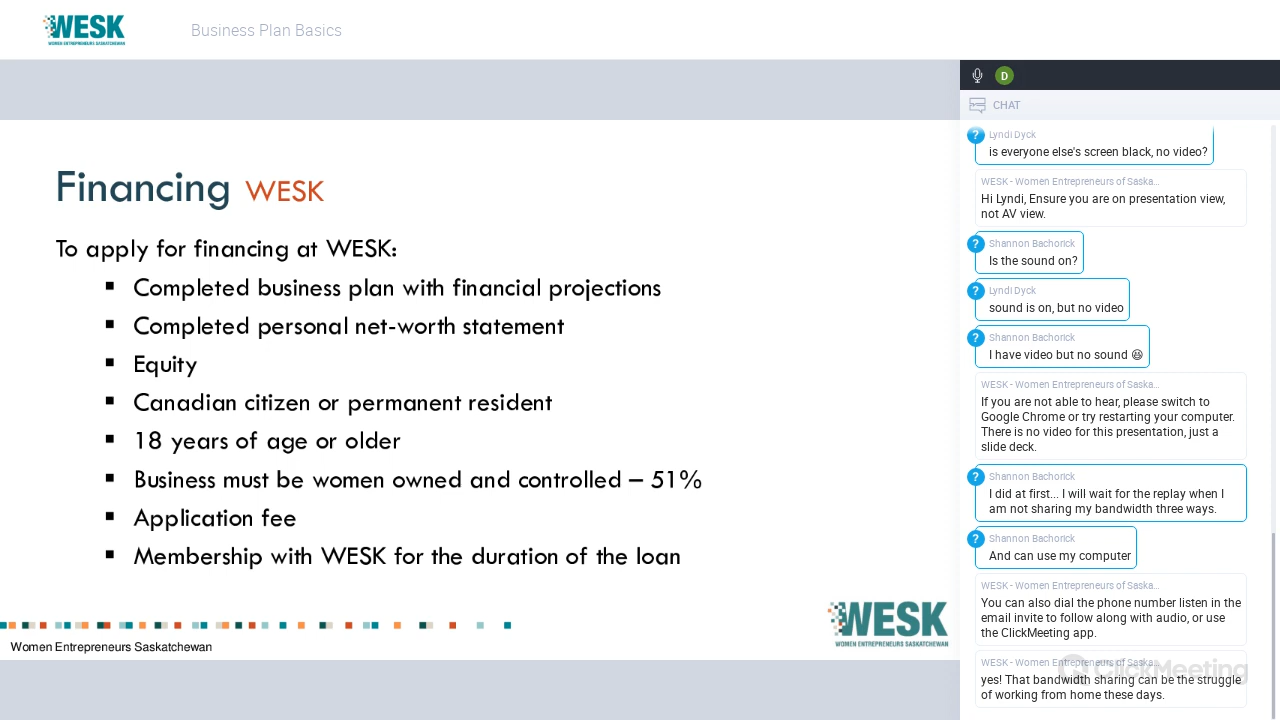 WESK
WOMEN ENTREPRENEURS SASKATCHEWAN
Business Plan Basics
D
CHAT
Financing WESK
To apply for financing at WESK:
▪ Completed business plan with financial projections
▪ Completed personal net-worth statement
▪ Equity
▪ Canadian citizen or permanent resident
▪ 18 years of age or older
▪ Business must be women owned and controlled – 51%
▪ Application fee
▪ Membership with WESK for the duration of the loan
WESK
WOMEN ENTREPRENEURS SASKATCHEWAN
Women Entrepreneurs Saskatchewan
?
Lyndi Dyck
is everyone else's screen black, no video?
WESK - Women Entrepreneurs of Saska...
Hi Lyndi, Ensure you are on presentation view,
not AV view.
?
Shannon Bachorick
Is the sound on?
?
Lyndi Dyck
sound is on, but no video
?
Shannon Bachorick
I have video but no sound 😆
WESK - Women Entrepreneurs of Saska...
If you are not able to hear, please switch to
Google Chrome or try restarting your computer.
There is no video for this presentation, just a
slide deck.
?
Shannon Bachorick
I did at first... I will wait for the replay when I
am not sharing my bandwidth three ways.
?
Shannon Bachorick
And can use my computer
WESK - Women Entrepreneurs of Saska...
You can also dial the phone number listen in the
email invite to follow along with audio, or use
the ClickMeeting app.
WESK - Women Entrepreneurs of Saska...
yes! That bandwidth sharing can be the struggle
of working from home these days.
ClickMeeting